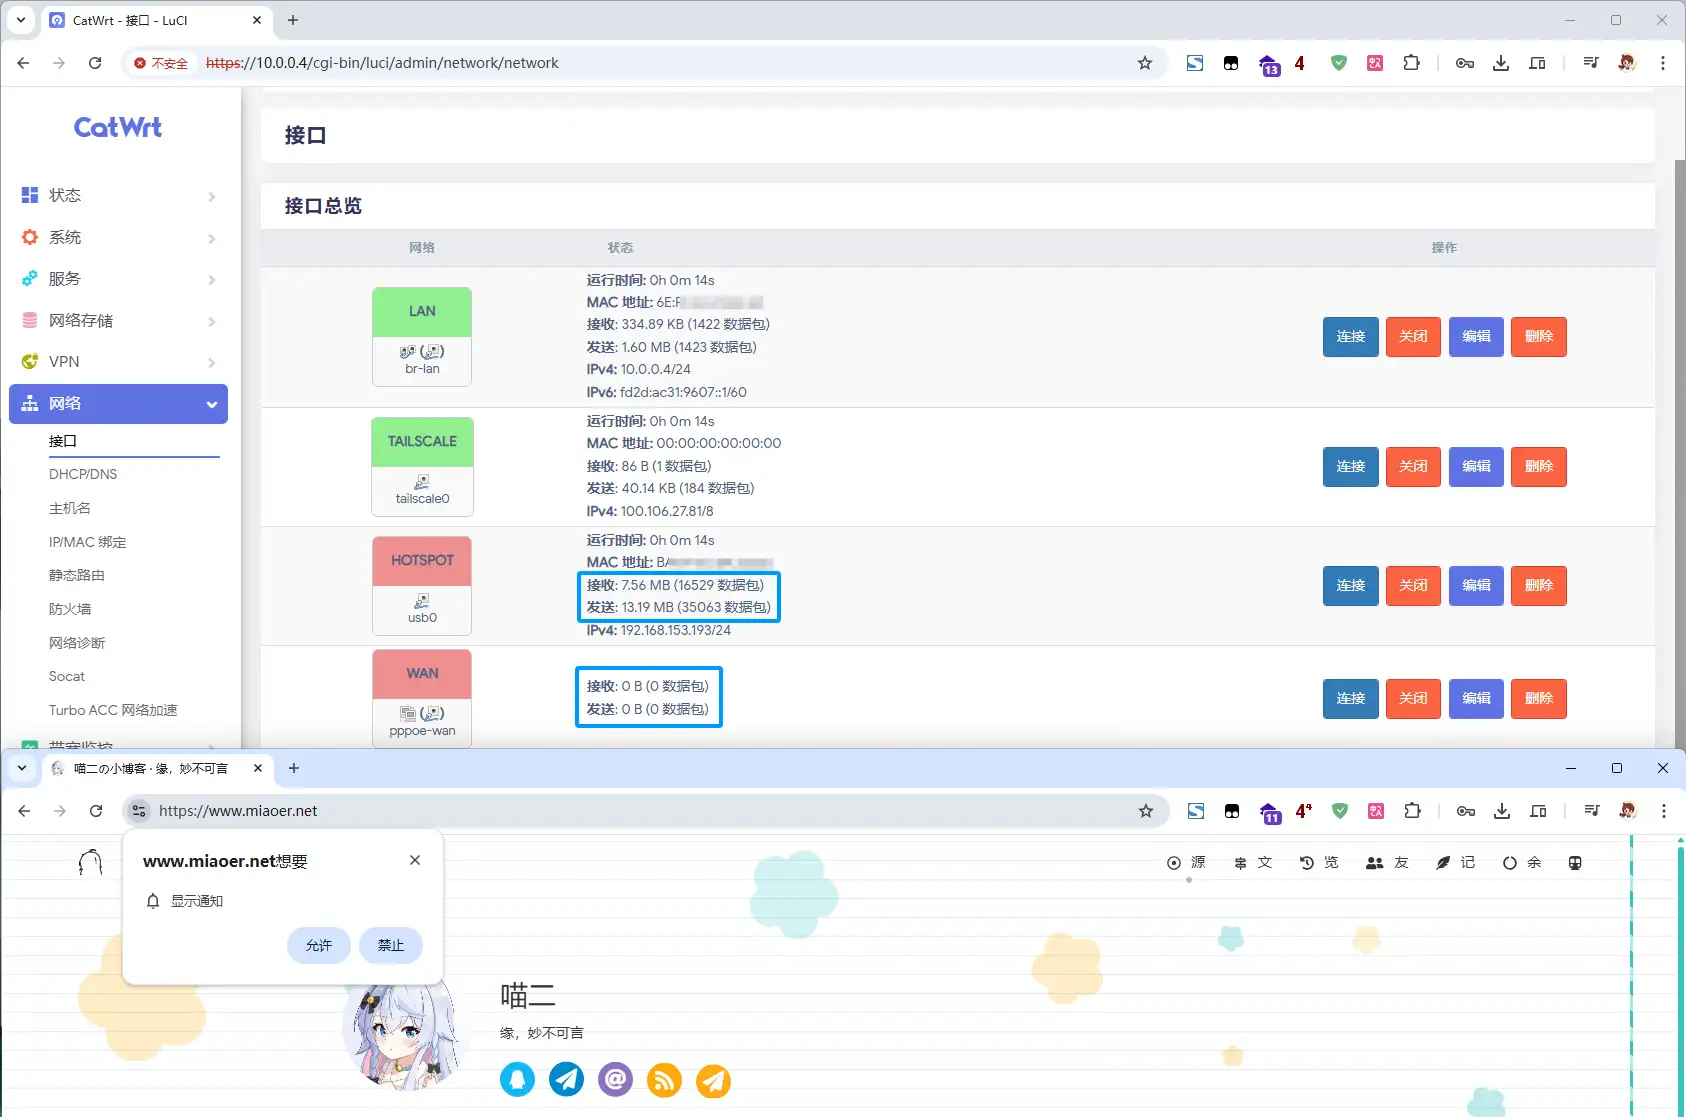 CatWrt - 接口 - LuCI
不安全 https://10.0.0.4/cgi-bin/luci/admin/network/network
13
4
CatWrt
状态
系统
服务
网络存储
VPN
网络
接口
DHCP/DNS
主机名
IP/MAC 绑定
静态路由
防火墙
网络诊断
Socat
Turbo ACC 网络加速
带宽监控
接口
接口总览
网络 状态 操作
LAN
br-lan
运行时间: 0h 0m 14s
MAC 地址: 6E:F
接收: 334.89 KB (1422 数据包)
发送: 1.60 MB (1423 数据包)
IPv4: 10.0.0.4/24
IPv6: fd2d:ac31:9607::1/60
连接 关闭 编辑 删除
TAILSCALE
tailscale0
运行时间: 0h 0m 14s
MAC 地址: 00:00:00:00:00:00
接收: 86 B (1 数据包)
发送: 40.14 KB (184 数据包)
IPv4: 100.106.27.81/8
连接 关闭 编辑 删除
HOTSPOT
usb0
运行时间: 0h 0m 14s
MAC 地址: BA
接收: 7.56 MB (16529 数据包)
发送: 13.19 MB (35063 数据包)
IPv4: 192.168.153.193/24
连接 关闭 编辑 删除
WAN
pppoe-wan
接收: 0 B (0 数据包)
发送: 0 B (0 数据包)
连接 关闭 编辑 删除
喵二の小博客 · 缘，妙不可言
https://www.miaoer.net
11
4⁴
www.miaoer.net想要
显示通知
允许 禁止
源 文 览 友 记 余
喵二
缘，妙不可言